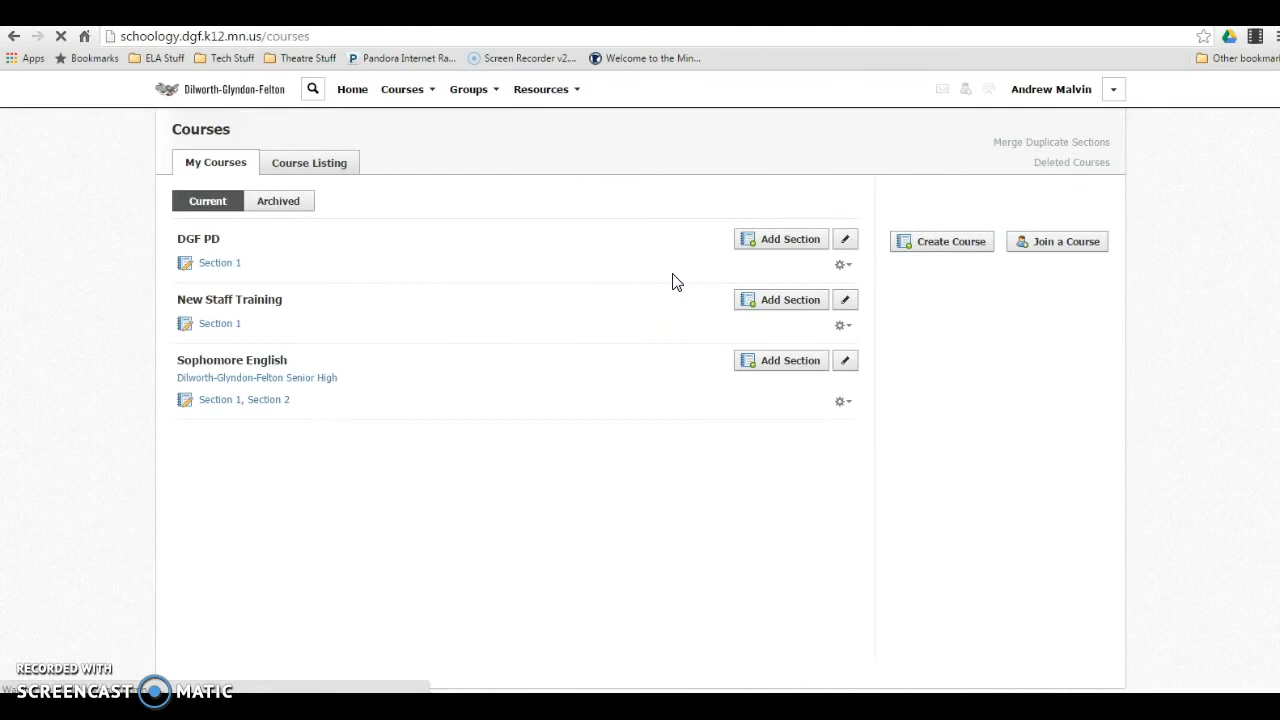 schoology.dgf.k12.mn.us/courses
Apps Bookmarks ELA Stuff Tech Stuff Theatre Stuff Pandora Internet Ra... Screen Recorder v2.... Welcome to the Min... Other bookmar
Dilworth-Glyndon-Felton Home Courses Groups Resources Andrew Malvin
Courses
Merge Duplicate Sections
Deleted Courses
My Courses Course Listing
Current Archived
DGF PD Add Section
Create Course Join a Course
Section 1
New Staff Training Add Section
Section 1
Sophomore English Add Section
Dilworth-Glyndon-Felton Senior High
Section 1, Section 2
RECORDED WITH
SCREENCAST MATIC